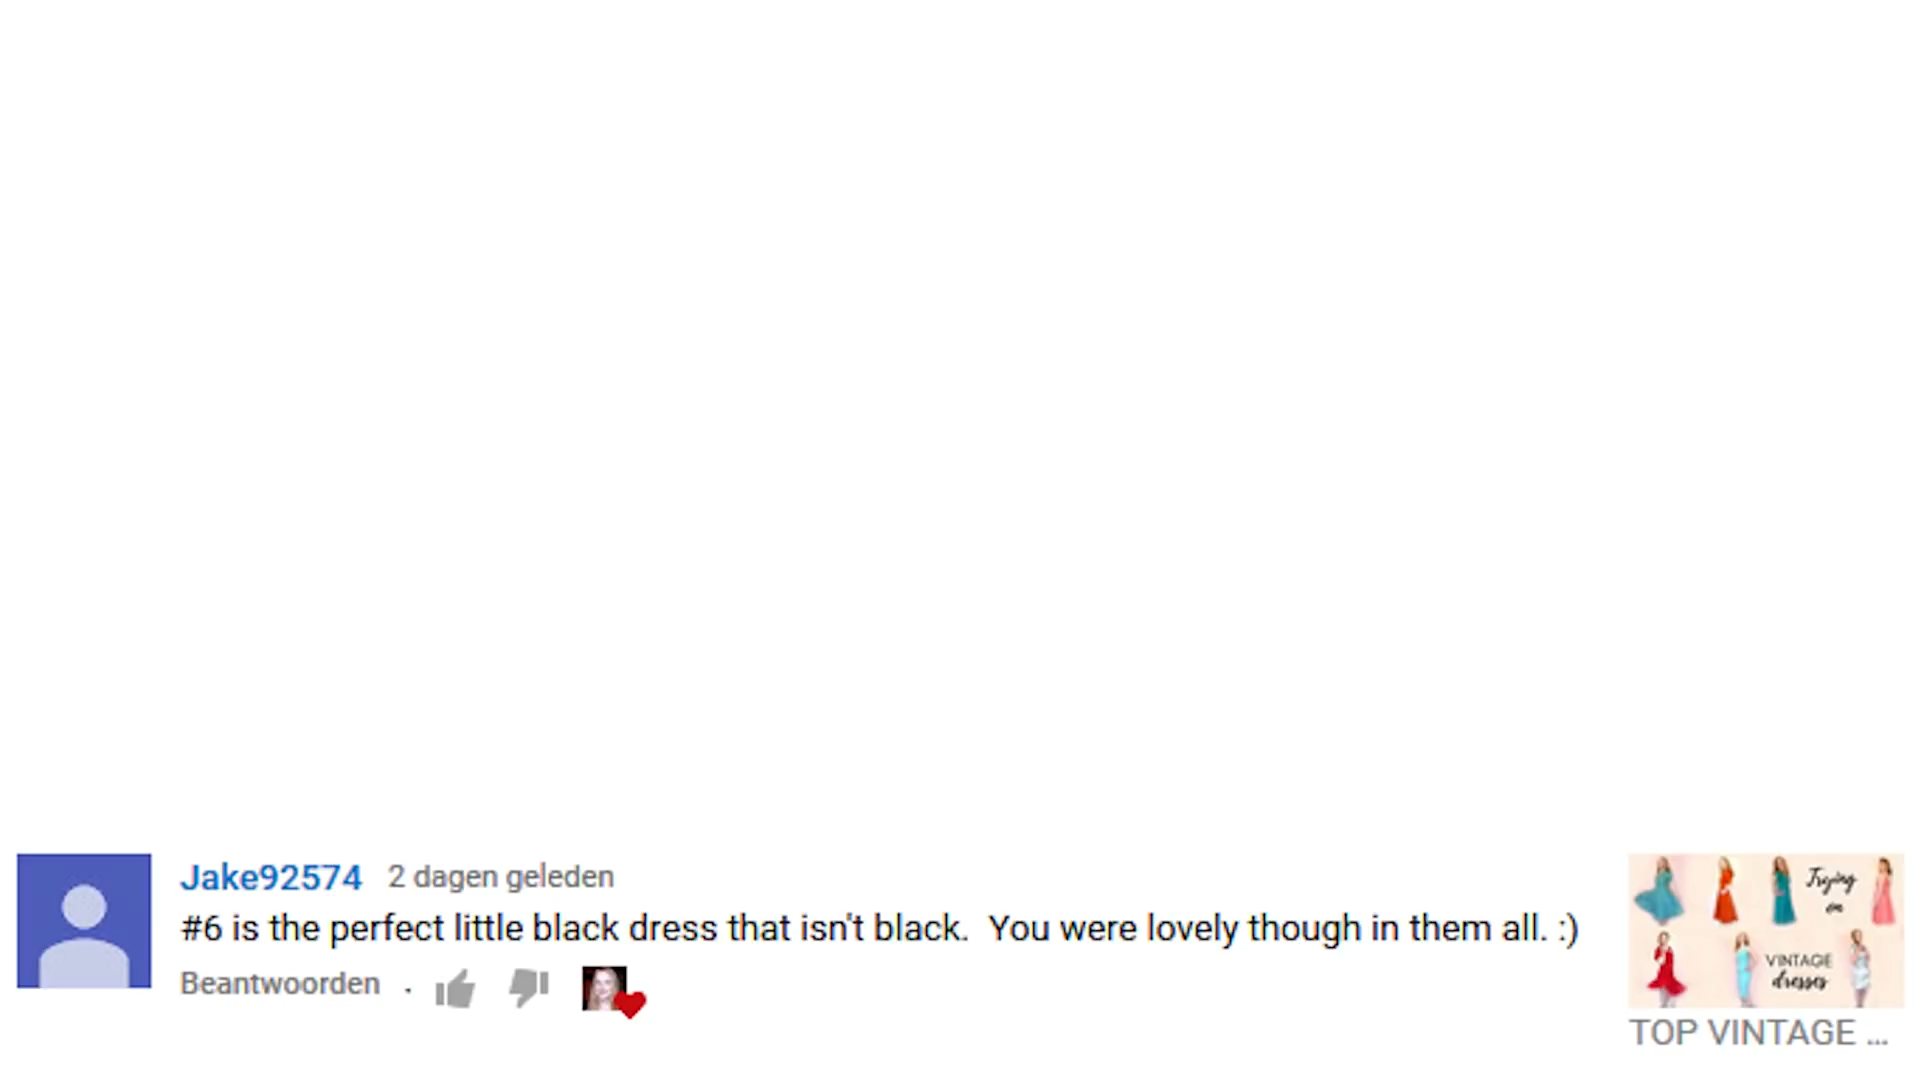 Jake92574 2 dagen geleden
#6 is the perfect little black dress that isn't black.  You were lovely though in them all. :)
Beantwoorden .
Trying
on
VINTAGE
dresses
TOP VINTAGE ...